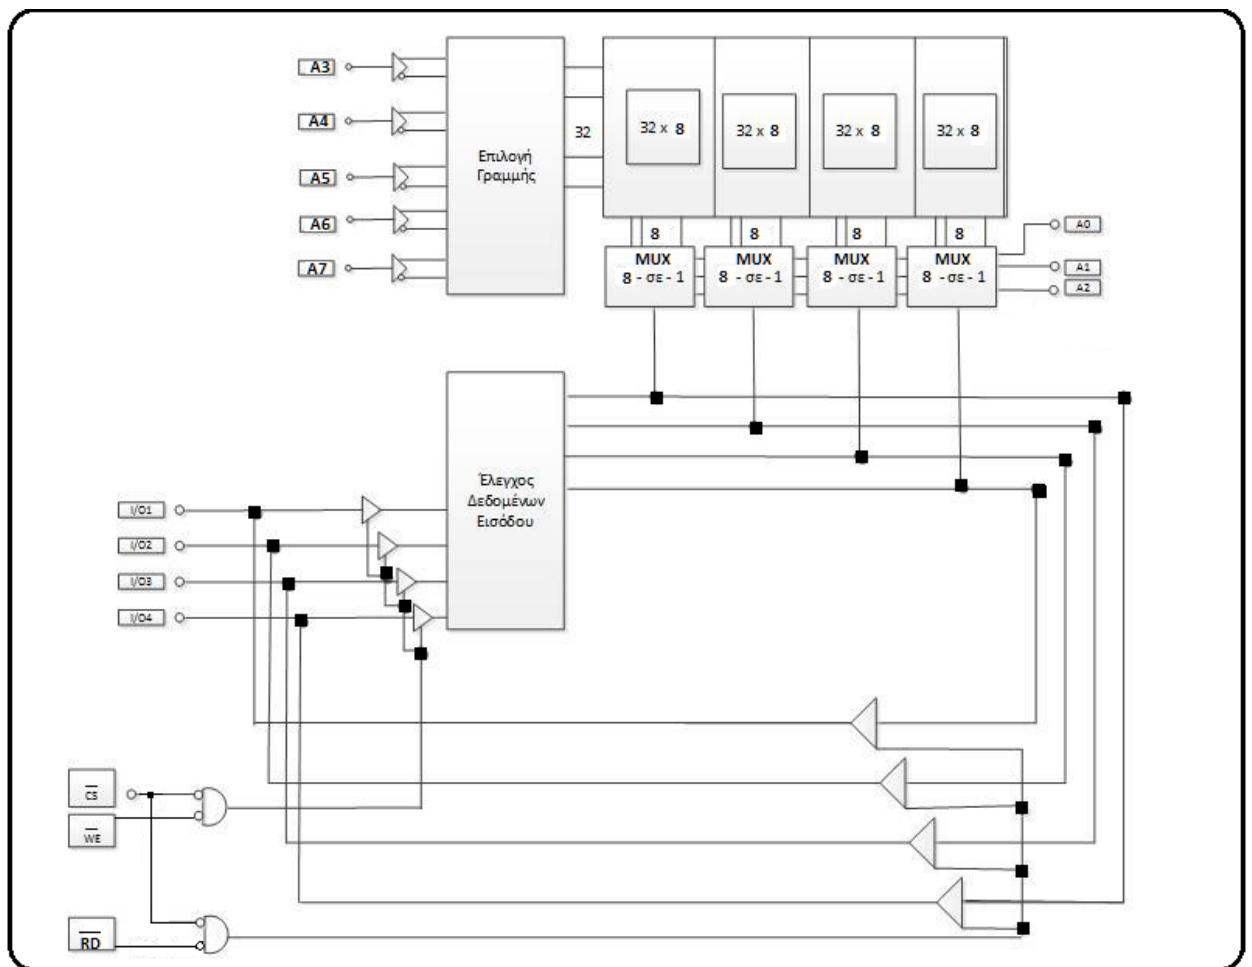 A3
A4
A5
A6
A7
Επιλογή
Γραμμής
32
32 x 8
32 x 8
32 x 8
32 x 8
8
8
8
8
MUX
8 - σε - 1
MUX
8 - σε - 1
MUX
8 - σε - 1
MUX
8 - σε - 1
A0
A1
A2
Έλεγχος
Δεδομένων
Εισόδου
I/O1
I/O2
I/O3
I/O4
CS
WE
RD